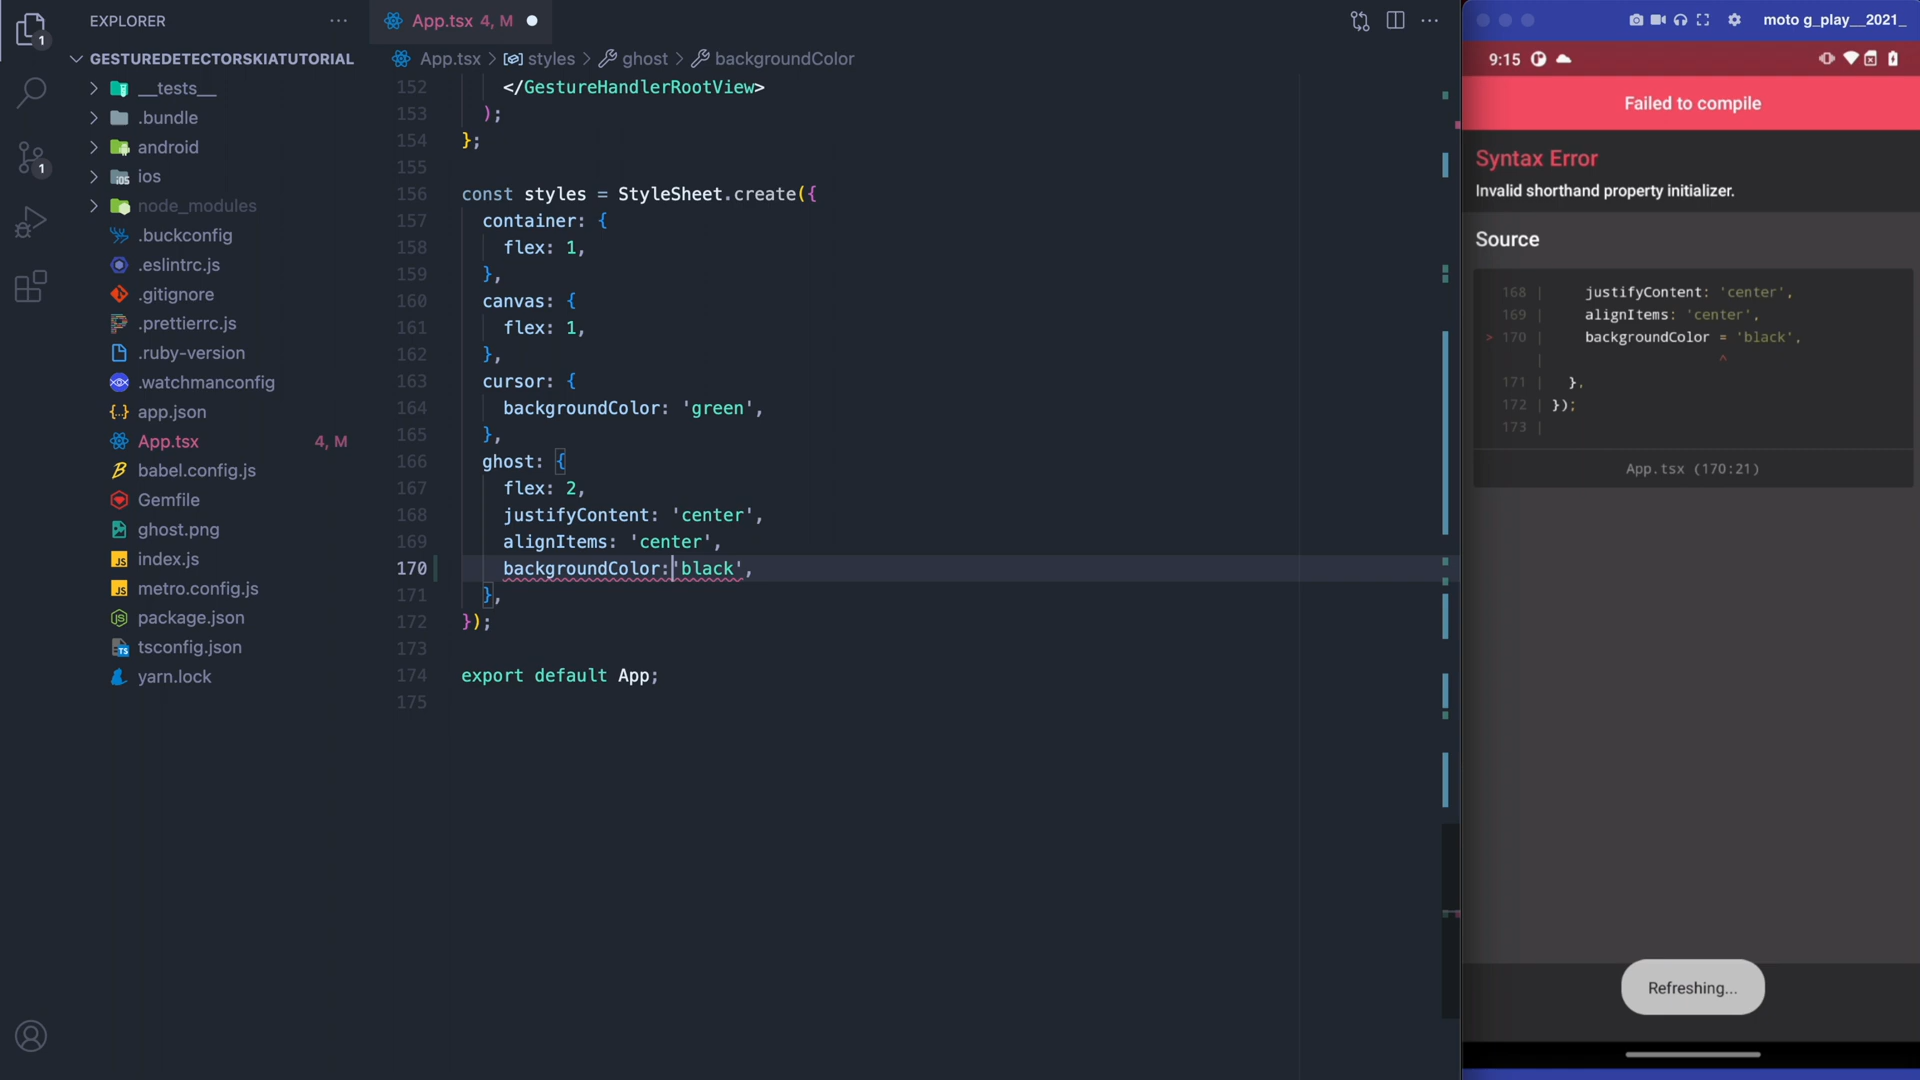 EXPLORER
1
1
GESTUREDETECTORSKIATUTORIAL
__tests__
.bundle
android
ios
node_modules
.buckconfig
.eslintrc.js
.gitignore
.prettierrc.js
.ruby-version
.watchmanconfig
app.json
App.tsx 4, M
babel.config.js
Gemfile
ghost.png
index.js
metro.config.js
package.json
tsconfig.json
yarn.lock
App.tsx 4, M
App.tsx > styles > ghost > backgroundColor
152 </GestureHandlerRootView>
153 );
154 };
155
156 const styles = StyleSheet.create({
157 container: {
158 flex: 1,
159 },
160 canvas: {
161 flex: 1,
162 },
163 cursor: {
164 backgroundColor: 'green',
165 },
166 ghost: {
167 flex: 2,
168 justifyContent: 'center',
169 alignItems: 'center',
170 backgroundColor:'black',
171 },
172 });
173
174 export default App;
175
moto g_play__2021_
9:15
Failed to compile
Syntax Error
Invalid shorthand property initializer.
Source
168 | justifyContent: 'center',
169 | alignItems: 'center',
> 170 | backgroundColor = 'black',
| ^
171 | },
172 | });
173 |
App.tsx (170:21)
Refreshing...